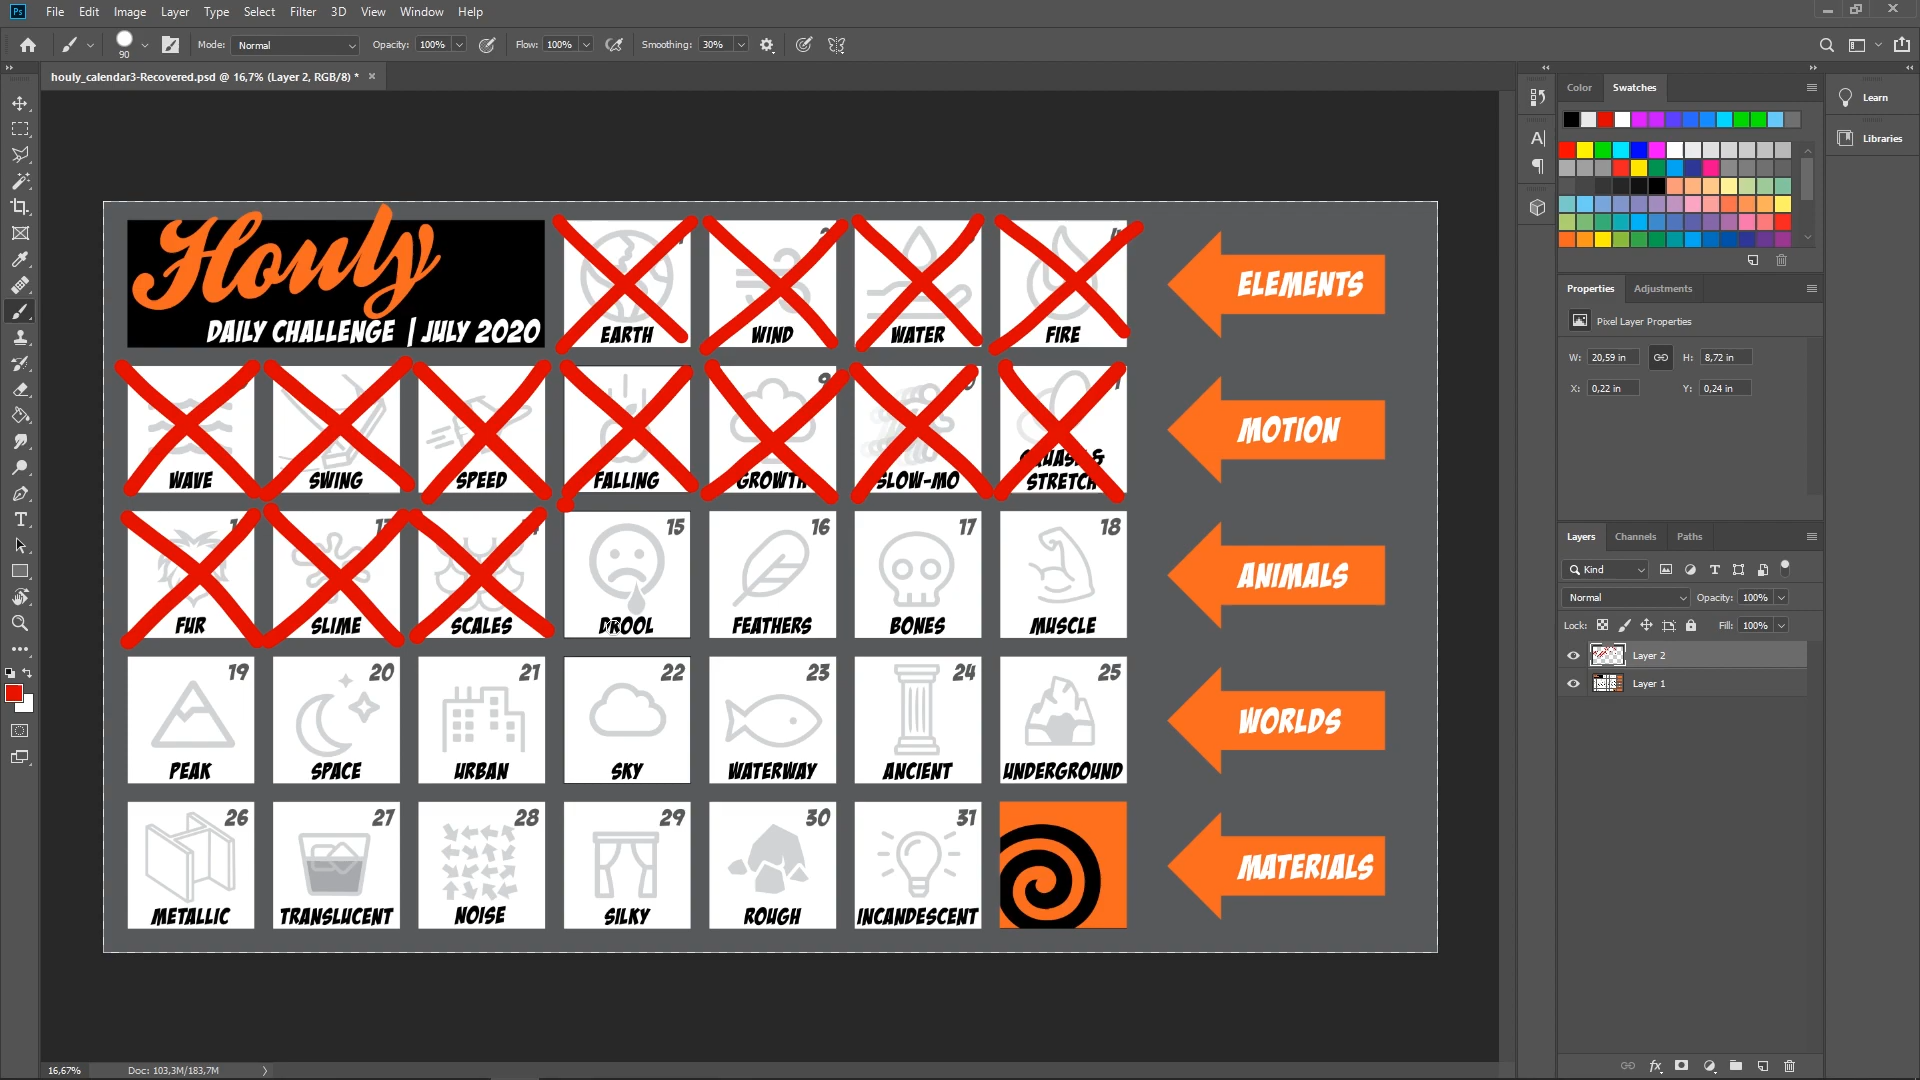 Ps File Edit Image Layer Type Select Filter 3D View Window Help
90 Mode: Normal Opacity: 100% Flow: 100% Smoothing: 30%
houly_calendar3-Recovered.psd @ 16,7% (Layer 2, RGB/8) * ×
Houly
DAILY CHALLENGE | JULY 2020
EARTH WIND WATER FIRE ELEMENTS
WAVE SWING SPEED FALLING GROWTH SLOW-MO SQUASH & STRETCH MOTION
15 16 17 18
FUR SLIME SCALES DROOL FEATHERS BONES MUSCLE ANIMALS
19 20 21 22 23 24 25
PEAK SPACE URBAN SKY WATERWAY ANCIENT UNDERGROUND WORLDS
26 27 28 29 30 31
METALLIC TRANSLUCENT NOISE SILKY ROUGH INCANDESCENT MATERIALS
Color Swatches
Learn
Libraries
Properties Adjustments
Pixel Layer Properties
W: 20,59 in H: 8,72 in
X: 0,22 in Y: 0,24 in
Layers Channels Paths
Kind
Normal Opacity: 100%
Lock: Fill: 100%
Layer 2
Layer 1
16,67% Doc: 103,3M/183,7M